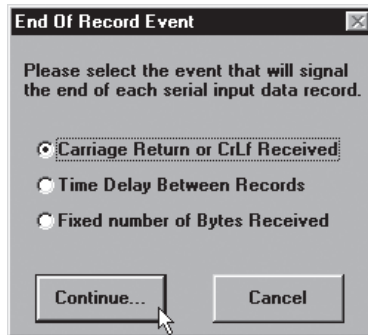 End Of Record Event
Please select the event that will signal
the end of each serial input data record.
Carriage Return or CrLf Received
Time Delay Between Records
Fixed number of Bytes Received
Continue...
Cancel